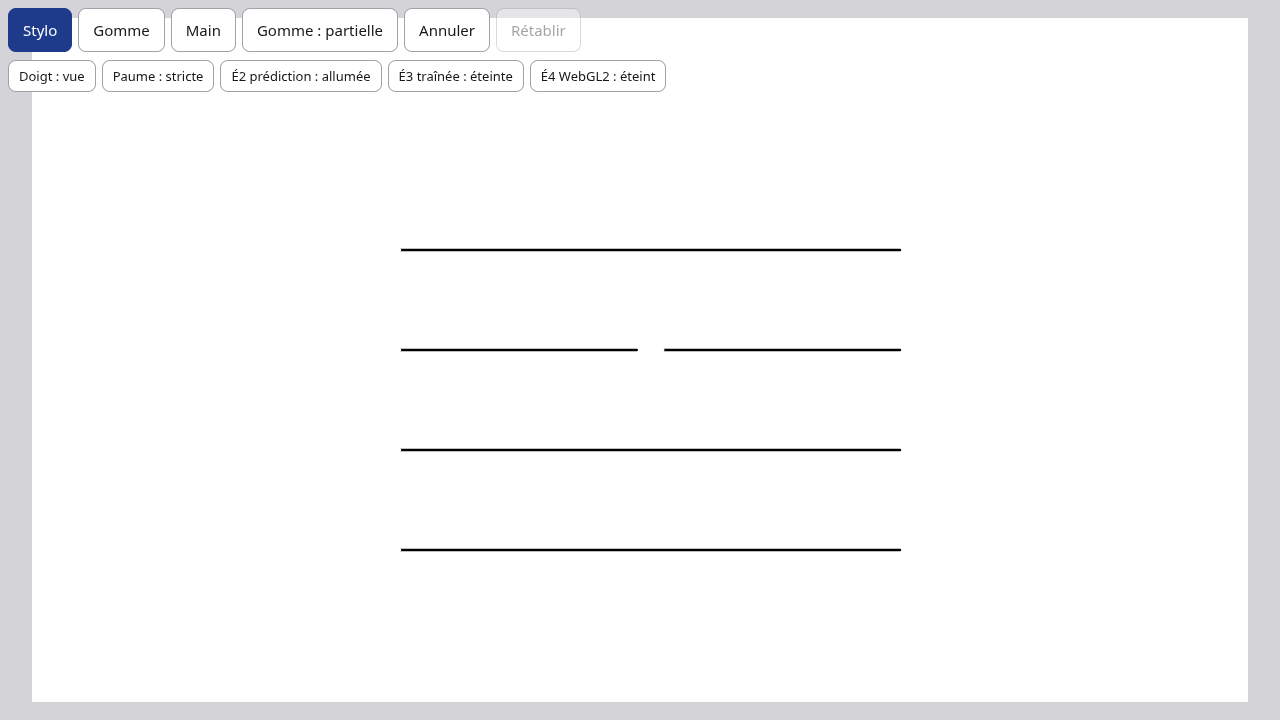 Stylo Gomme Main Gomme : partielle Annuler Rétablir
Doigt : vue Paume : stricte É2 prédiction : allumée É3 traînée : éteinte É4 WebGL2 : éteint